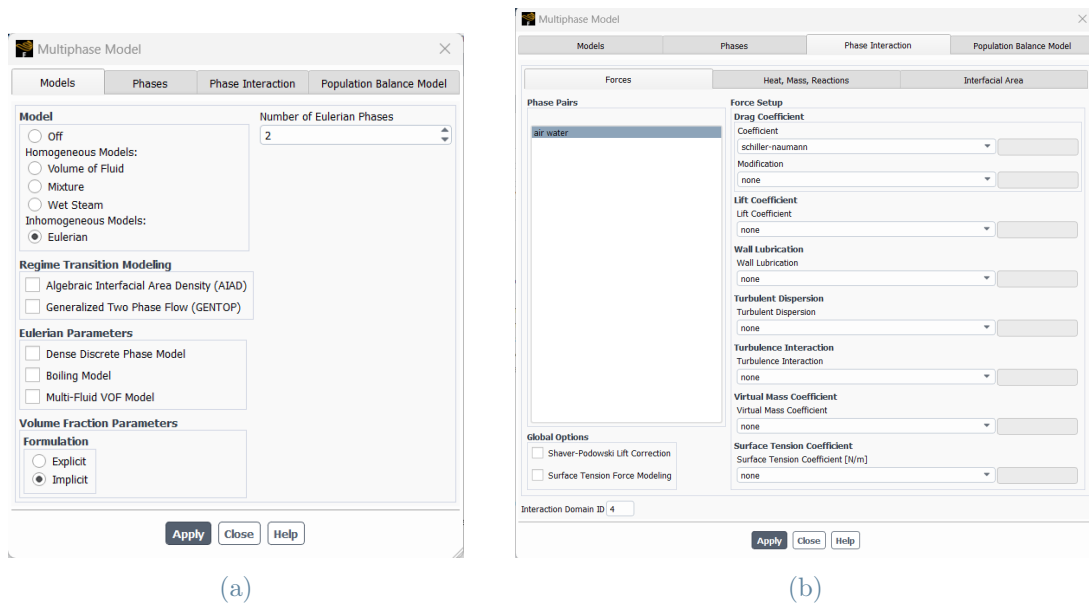 Multiphase Model
Models Phases Phase Interaction Population Balance Model
Model
Off
Homogeneous Models:
Volume of Fluid
Mixture
Wet Steam
Inhomogeneous Models:
Eulerian
Number of Eulerian Phases
2
Regime Transition Modeling
Algebraic Interfacial Area Density (AIAD)
Generalized Two Phase Flow (GENTOP)
Eulerian Parameters
Dense Discrete Phase Model
Boiling Model
Multi-Fluid VOF Model
Volume Fraction Parameters
Formulation
Explicit
Implicit
Apply Close Help
(a)
Multiphase Model
Models Phases Phase Interaction Population Balance Model
Forces Heat, Mass, Reactions Interfacial Area
Phase Pairs
air water
Global Options
Shaver-Podowski Lift Correction
Surface Tension Force Modeling
Force Setup
Drag Coefficient
Coefficient
schiller-naumann
Modification
none
Lift Coefficient
Lift Coefficient
none
Wall Lubrication
Wall Lubrication
none
Turbulent Dispersion
Turbulent Dispersion
none
Turbulence Interaction
Turbulence Interaction
none
Virtual Mass Coefficient
Virtual Mass Coefficient
none
Surface Tension Coefficient
Surface Tension Coefficient [N/m]
none
Interaction Domain ID 4
Apply Close Help
(b)